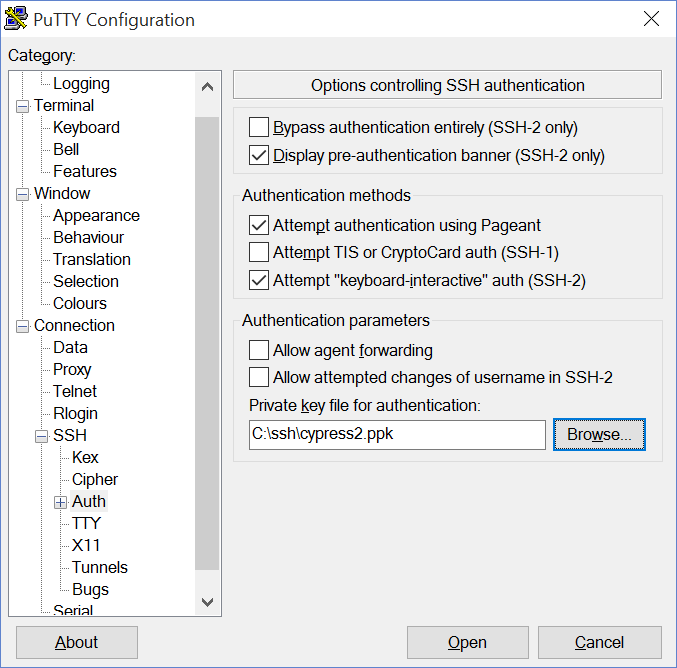 PuTTY Configuration
Category:
Logging
Terminal
Keyboard
Bell
Features
Window
Appearance
Behaviour
Translation
Selection
Colours
Connection
Data
Proxy
Telnet
Rlogin
SSH
Kex
Cipher
Auth
TTY
X11
Tunnels
Bugs
Serial
Options controlling SSH authentication
Bypass authentication entirely (SSH-2 only)
Display pre-authentication banner (SSH-2 only)
Authentication methods
Attempt authentication using Pageant
Attempt TIS or CryptoCard auth (SSH-1)
Attempt "keyboard-interactive" auth (SSH-2)
Authentication parameters
Allow agent forwarding
Allow attempted changes of username in SSH-2
Private key file for authentication:
C:\ssh\cypress2.ppk Browse...
About Open Cancel